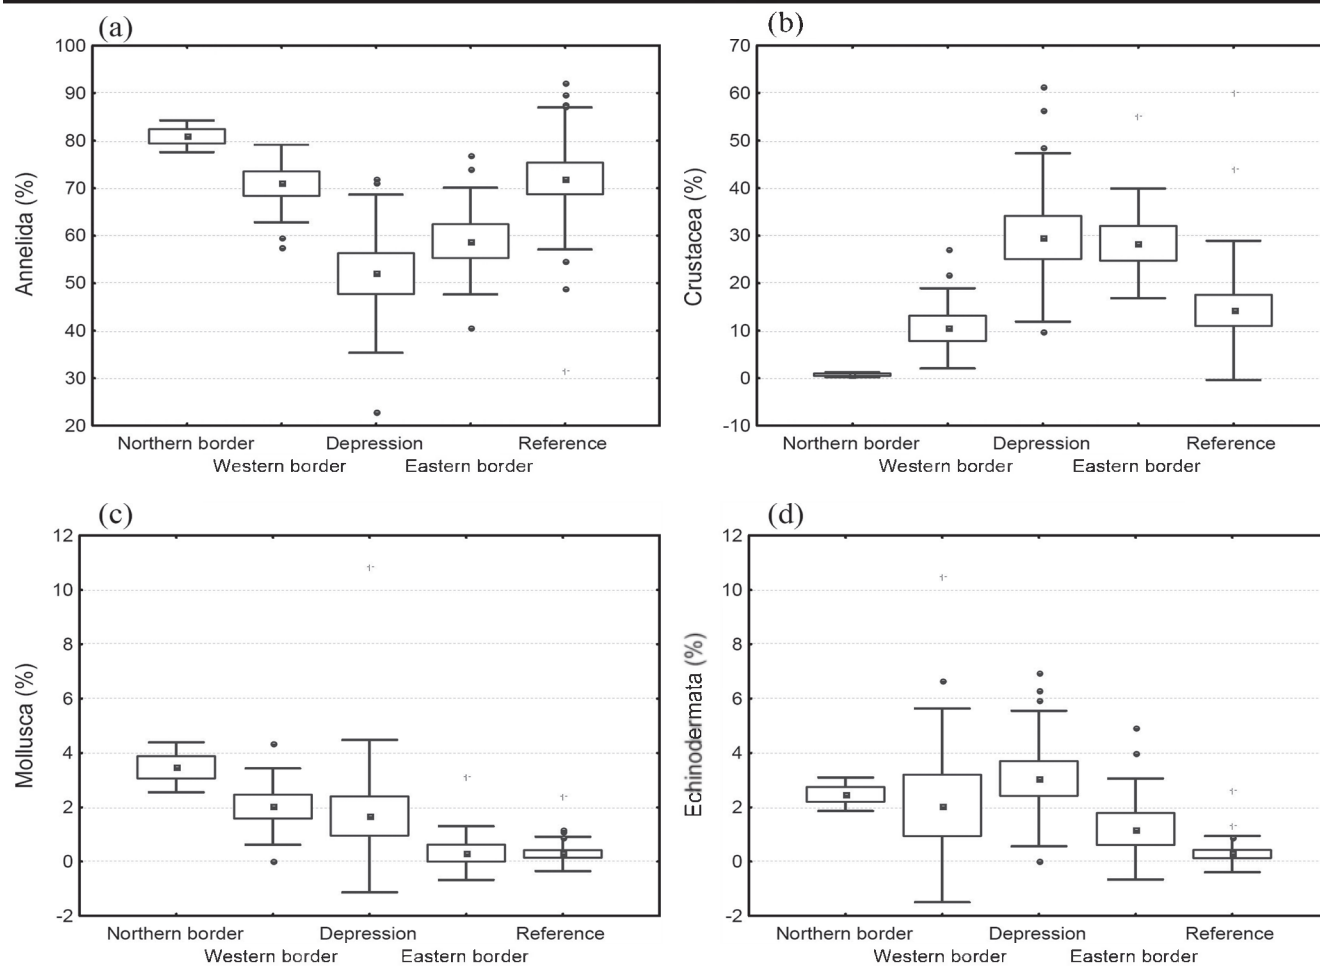 (a)
100
90
80
70
60
50
40
30
20
Annelida (%)
Northern border Depression Reference
Western border Eastern border
(b)
70
60
50
40
30
20
10
0
-10
Crustacea (%)
Northern border Depression Reference
Western border Eastern border
(c)
12
10
8
6
4
2
0
-2
Mollusca (%)
Northern border Depression Reference
Western border Eastern border
(d)
12
10
8
6
4
2
0
-2
Echinodermata (%)
Northern border Depression Reference
Western border Eastern border